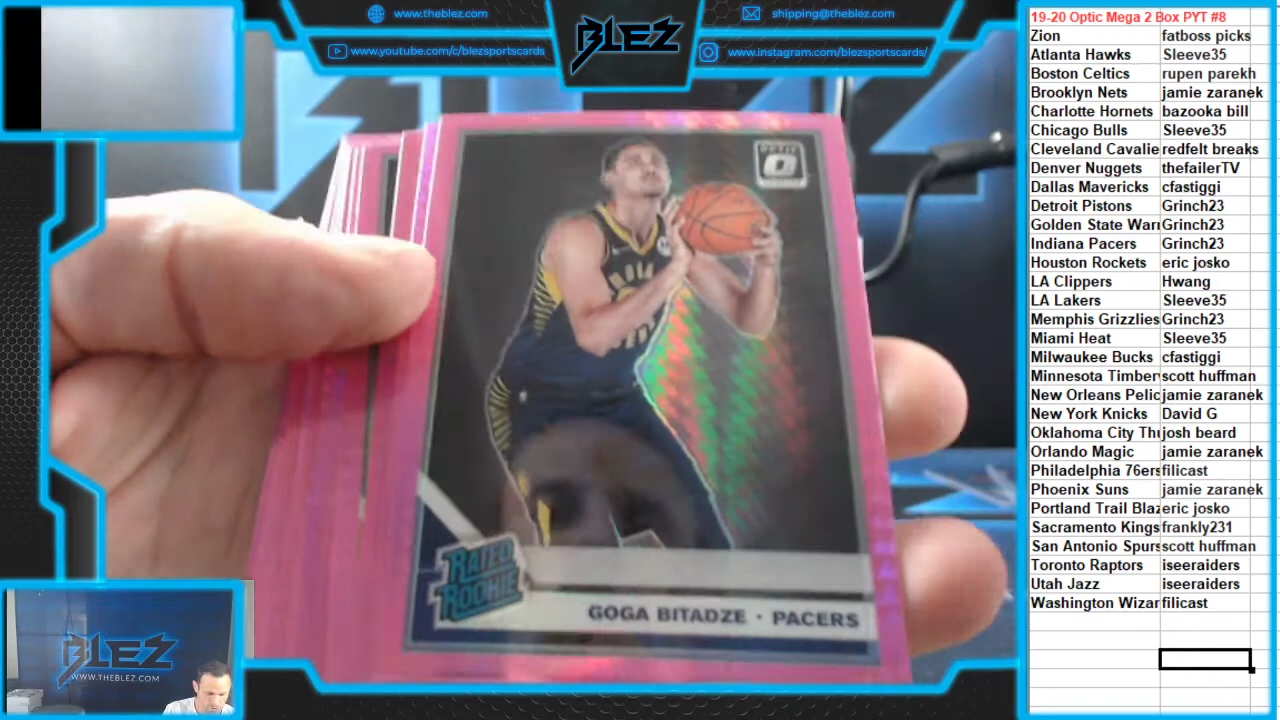 www.theblez.com
shipping@theblez.com
BLEZ
www.youtube.com/c/blezsportscards
www.instagram.com/blezsportscards/
OPTIC
RATED
ROOKIE
GOGA BITADZE · PACERS
BLEZ
WWW.THEBLEZ.COM
19-20 Optic Mega 2 Box PYT #8
Zion fatboss picks
Atlanta Hawks Sleeve35
Boston Celtics rupen parekh
Brooklyn Nets jamie zaranek
Charlotte Hornets bazooka bill
Chicago Bulls Sleeve35
Cleveland Cavalie redfelt breaks
Denver Nuggets thefailerTV
Dallas Mavericks cfastiggi
Detroit Pistons Grinch23
Golden State Warr Grinch23
Indiana Pacers Grinch23
Houston Rockets eric josko
LA Clippers Hwang
LA Lakers Sleeve35
Memphis Grizzlies Grinch23
Miami Heat Sleeve35
Milwaukee Bucks cfastiggi
Minnesota Timber scott huffman
New Orleans Pelic jamie zaranek
New York Knicks David G
Oklahoma City Thu josh beard
Orlando Magic jamie zaranek
Philadelphia 76ers filicast
Phoenix Suns jamie zaranek
Portland Trail Blaz eric josko
Sacramento Kings frankly231
San Antonio Spurs scott huffman
Toronto Raptors iseeraiders
Utah Jazz iseeraiders
Washington Wizar filicast